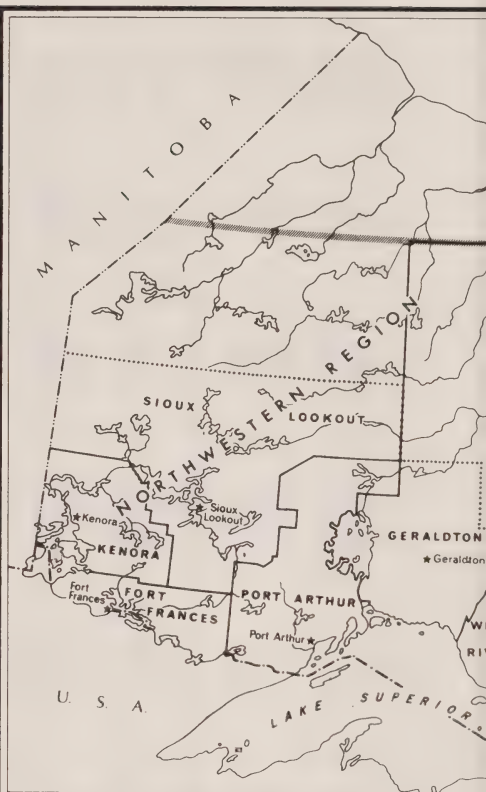 MANITOBA
NORTHWESTERN REGION
SIOUX LOOKOUT
Sioux
Lookout
Kenora
KENORA
GERALDTON
Geraldton
Fort
Frances
FORT
FRANCES
PORT ARTHUR
Port Arthur
U. S. A.
LAKE SUPERIOR